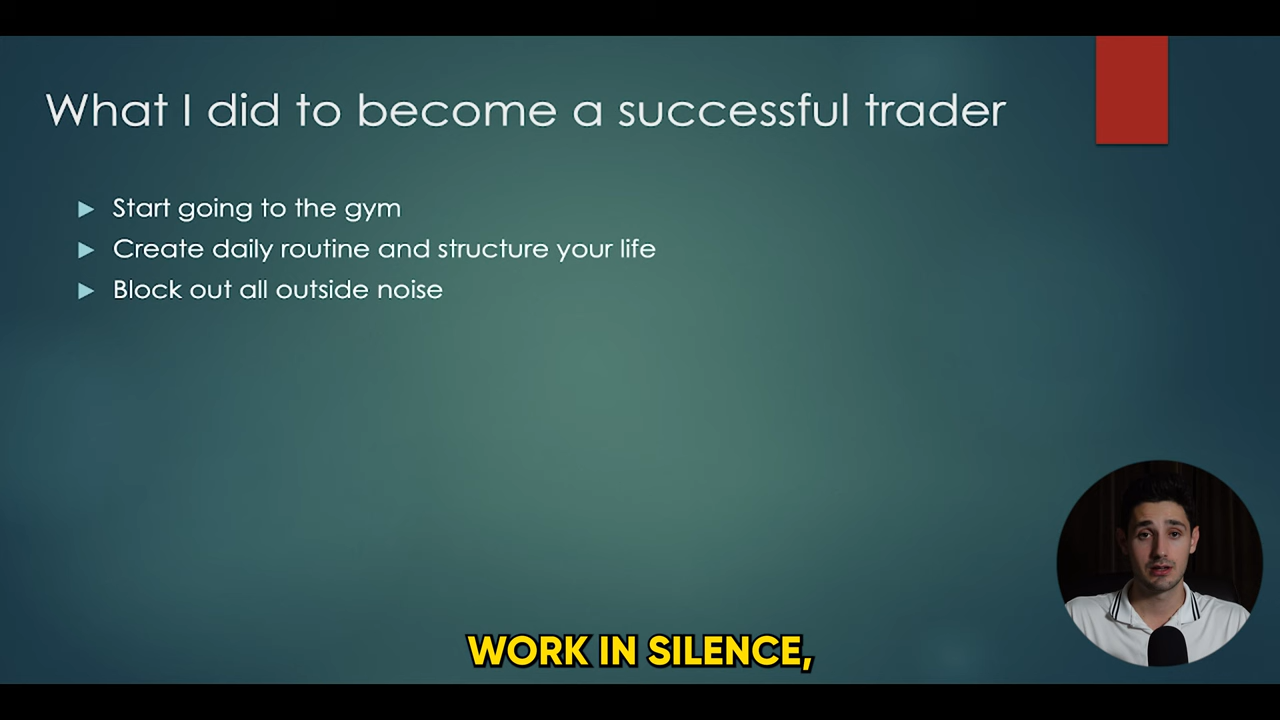 What I did to become a successful trader
Start going to the gym
Create daily routine and structure your life
Block out all outside noise
WORK IN SILENCE,